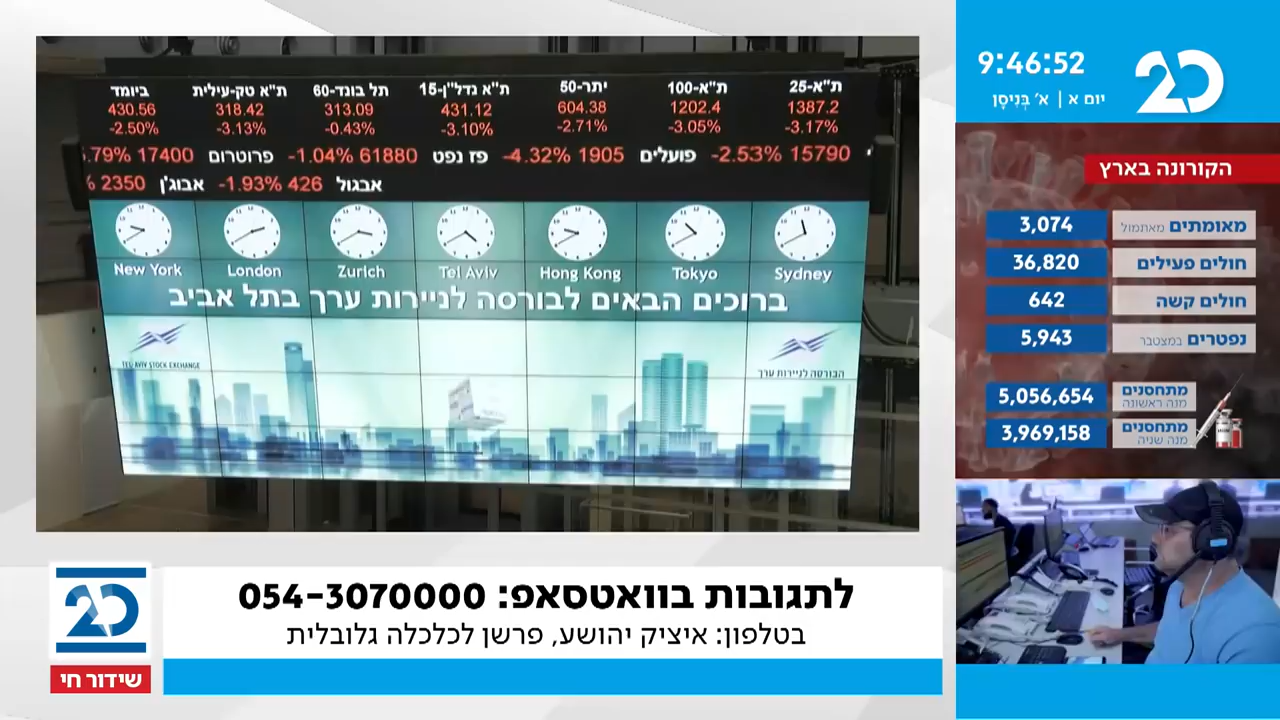 ת"א-25 ת"א-100 יתר-50 ת"א נדל"ן-15 תל בונד-60 ת"א טק-עילית ביומד
1387.2 1202.4 604.38 431.12 313.09 318.42 430.56
-3.17% -3.05% -2.71% -3.10% -0.43% -3.13% -2.50%
-2.53% 15790 פועלים -4.32% 1905 פז נפט -1.04% 61880 פרוטרום .79% 17400
אבגול -1.93% 426 אבוג'ן % 2350
New York London Zurich Tel Aviv Hong Kong Tokyo Sydney
ברוכים הבאים לבורסה לניירות ערך בתל אביב
TEL AVIV STOCK EXCHANGE
הבורסה לניירות ערך
9:46:52
יום א | א' בְּנִיסָן
20
הקורונה בארץ
מאומתים מאתמול 3,074
חולים פעילים 36,820
חולים קשה 642
נפטרים במצטבר 5,943
מתחסנים מנה ראשונה 5,056,654
מתחסנים מנה שניה 3,969,158
20
שידור חי
לתגובות בוואטסאפ: 054-3070000
בטלפון: איציק יהושע, פרשן לכלכלה גלובלית